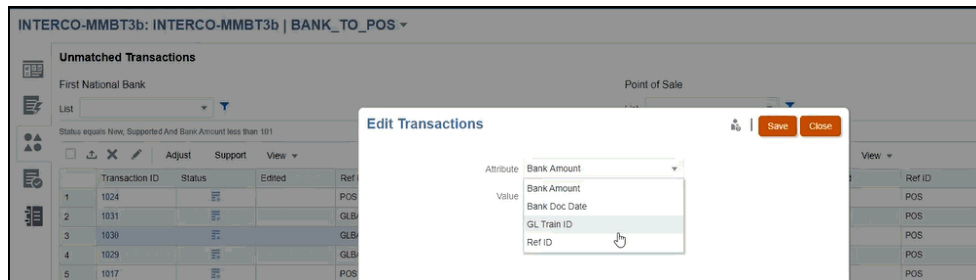 INTERCO-MMBT3b: INTERCO-MMBT3b | BANK_TO_POS
Unmatched Transactions
First National Bank
Point of Sale
List
Status equals New, Supported And Bank Amount less than 101
Adjust Support View
View
Transaction ID Status Edited Ref
Ref ID
1 1024 POS
POS
2 1031 GLBA
POS
3 1030 GLBA
POS
4 1029 GLBA
POS
5 1017 POS
POS
Edit Transactions
Save Close
Attribute Bank Amount
Value
Bank Amount
Bank Doc Date
GL Train ID
Ref ID